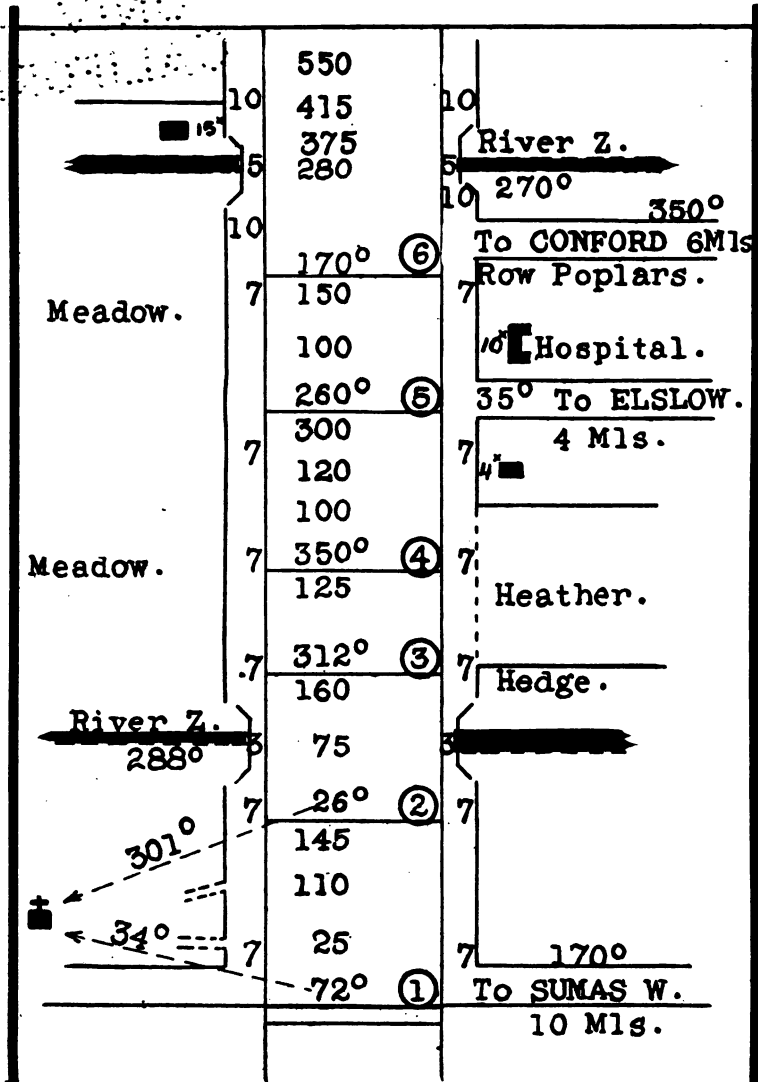 550
10 415 10
15ˣ 375 River Z.
5 280 5
270°
10 10 350°
To CONFORD 6Mls
170° ⑥
Row Poplars.
7 150 7
Meadow.
100 10ˣ Hospital.
260° ⑤ 35° To ELSLOW.
300 4 Mls.
7 7
120 4ˣ
100
7 350° ④ 7
Meadow.
125 Heather.
312° ③
.7 7
160 Hedge.
River Z.
3 75 3
288°
26° ②
7 7
301° 145
110
34° 25
7 7 170°
72° ① To SUMAS W.
10 Mls.